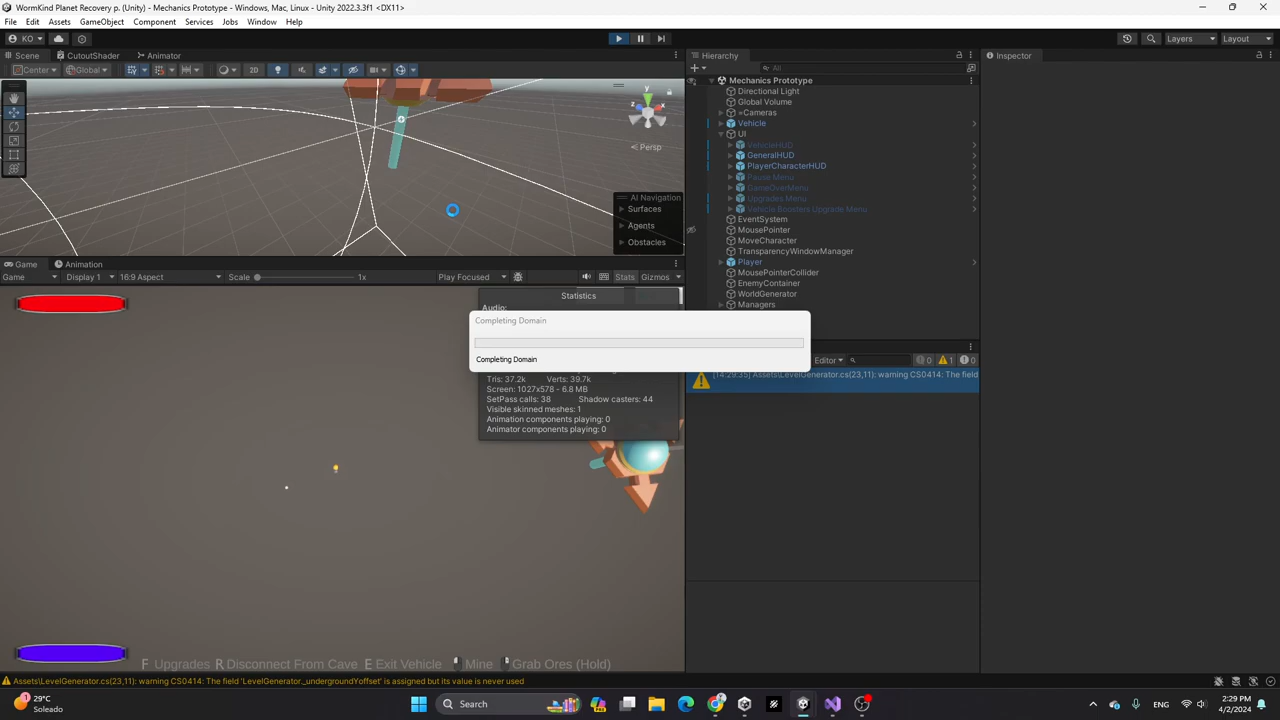 WormKind Planet Recovery p. (Unity) - Mechanics Prototype - Windows, Mac, Linux - Unity 2022.3.3f1 <DX11>
File Edit Assets GameObject Component Services Jobs Window Help
KO Layers Layout
Scene CutoutShader Animator
Center Global 2D
y
z x
Persp
AI Navigation
Surfaces
Agents
Obstacles
Game Animation
Game Display 1 16:9 Aspect Scale 1x Play Focused Stats Gizmos
Statistics
Audio:
Completing Domain
Completing Domain
Tris: 37.2k Verts: 39.7k
Screen: 1027x578 - 6.8 MB
SetPass calls: 38 Shadow casters: 44
Visible skinned meshes: 1
Animation components playing: 0
Animator components playing: 0
F Upgrades R Disconnect From Cave E Exit Vehicle Mine Grab Ores (Hold)
Hierarchy
All
Mechanics Prototype
Directional Light
Global Volume
=Cameras
Vehicle
UI
VehicleHUD
GeneralHUD
PlayerCharacterHUD
Pause Menu
GameOverMenu
Upgrades Menu
Vehicle Boosters Upgrade Menu
EventSystem
MousePointer
MoveCharacter
TransparencyWindowManager
Player
MousePointerCollider
EnemyContainer
WorldGenerator
Managers
Editor 0 1 0
[14:29:35] Assets\LevelGenerator.cs(23,11): warning CS0414: The field
Inspector
Assets\LevelGenerator.cs(23,11): warning CS0414: The field 'LevelGenerator._undergroundYoffset' is assigned but its value is never used
29°C
Soleado
Search
ENG
2:29 PM
4/2/2024